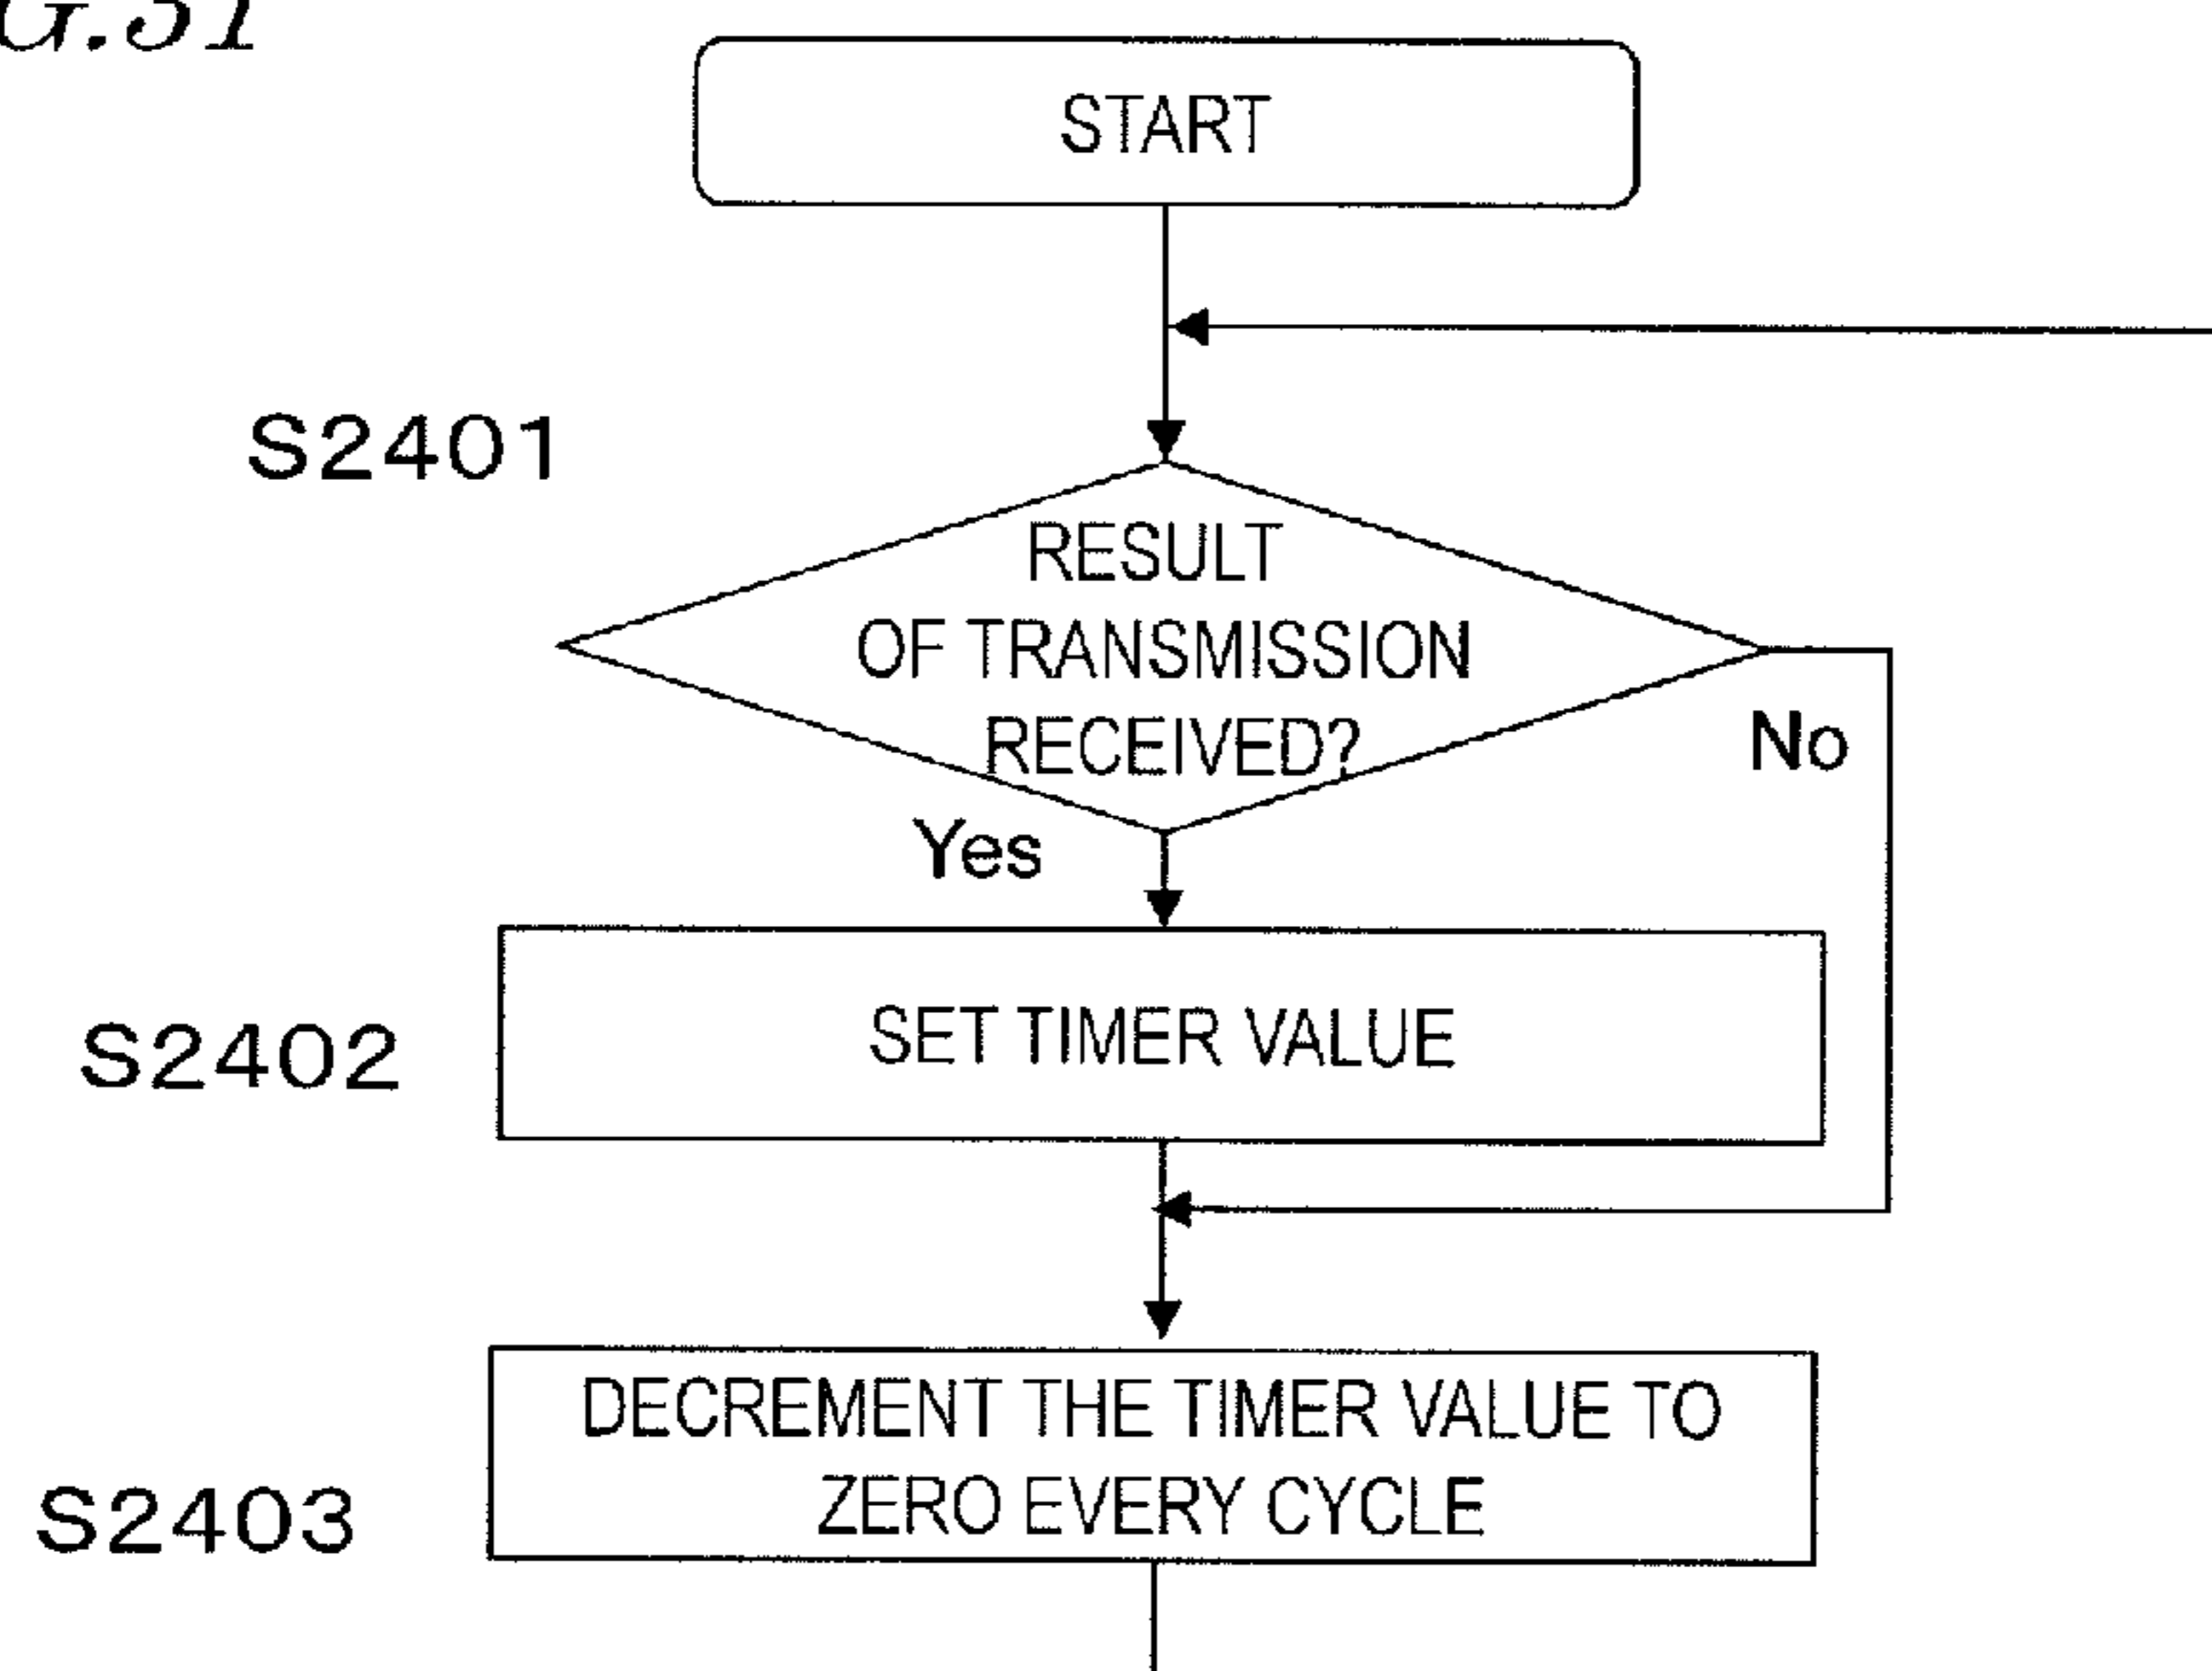 G.31
START
S2401
RESULT
OF TRANSMISSION
RECEIVED?
No
Yes
SET TIMER VALUE
S2402
DECREMENT THE TIMER VALUE TO
ZERO EVERY CYCLE
S2403